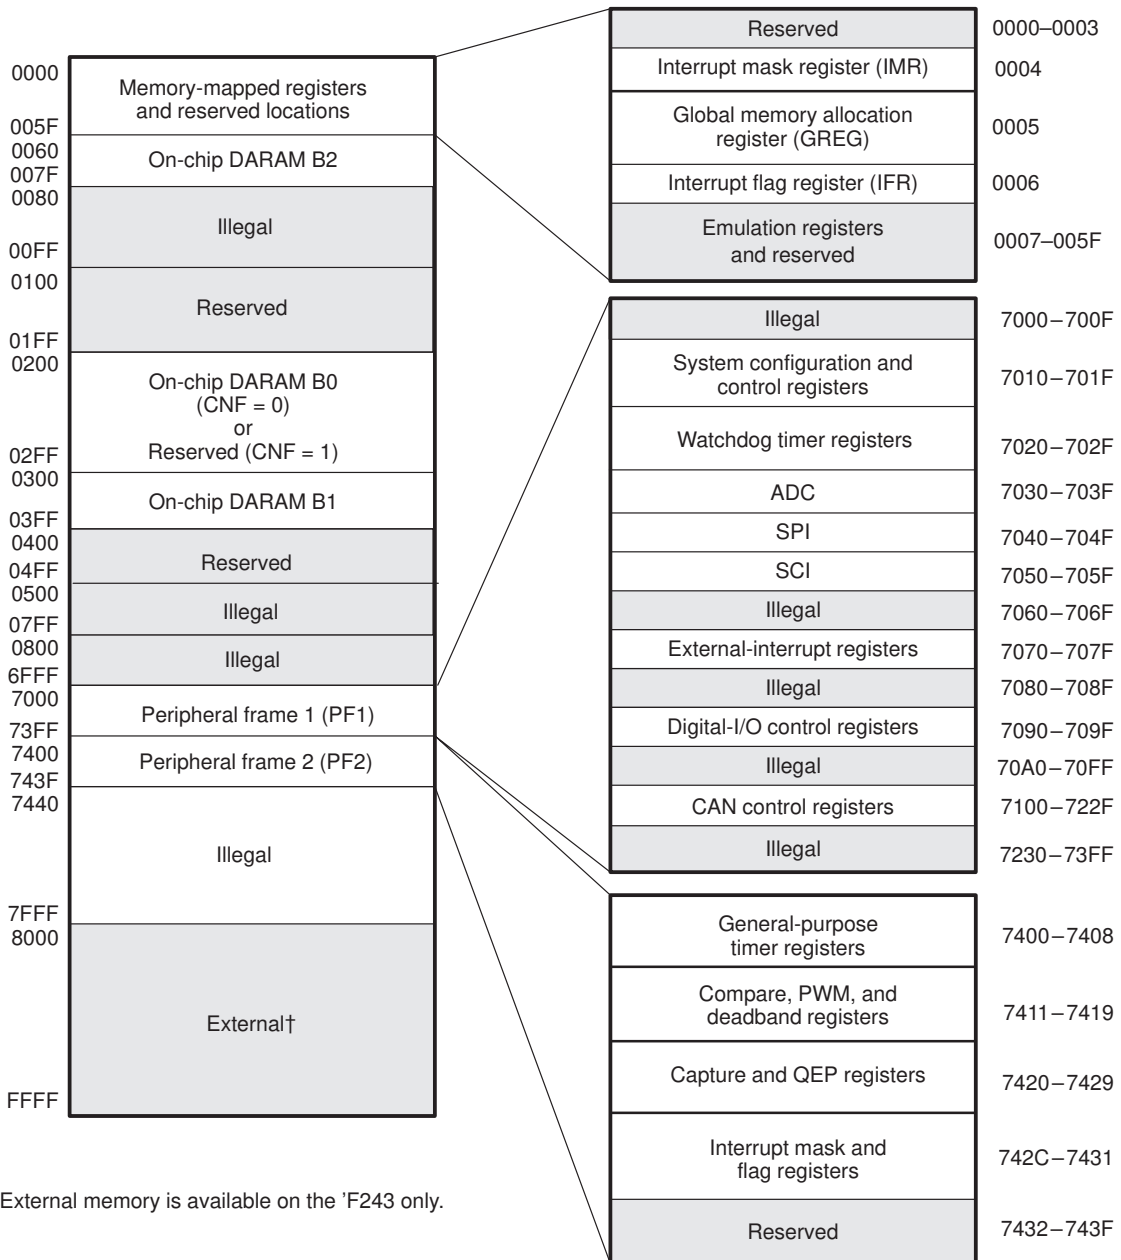 0000
Memory-mapped registers
and reserved locations
005F
0060
On-chip DARAM B2
007F
0080
Illegal
00FF
0100
Reserved
01FF
0200
On-chip DARAM B0
(CNF = 0)
or
Reserved (CNF = 1)
02FF
0300
On-chip DARAM B1
03FF
0400
Reserved
04FF
0500
Illegal
07FF
0800
Illegal
6FFF
7000
Peripheral frame 1 (PF1)
73FF
7400
Peripheral frame 2 (PF2)
743F
7440
Illegal
7FFF
8000
External†
FFFF
External memory is available on the ’F243 only.
Reserved 0000–0003
Interrupt mask register (IMR) 0004
Global memory allocation
register (GREG) 0005
Interrupt flag register (IFR) 0006
Emulation registers
and reserved 0007–005F
Illegal 7000–700F
System configuration and
control registers 7010–701F
Watchdog timer registers 7020–702F
ADC 7030–703F
SPI 7040–704F
SCI 7050–705F
Illegal 7060–706F
External-interrupt registers 7070–707F
Illegal 7080–708F
Digital-I/O control registers 7090–709F
Illegal 70A0–70FF
CAN control registers 7100–722F
Illegal 7230–73FF
General-purpose
timer registers 7400–7408
Compare, PWM, and
deadband registers 7411–7419
Capture and QEP registers 7420–7429
Interrupt mask and
flag registers 742C–7431
Reserved 7432–743F